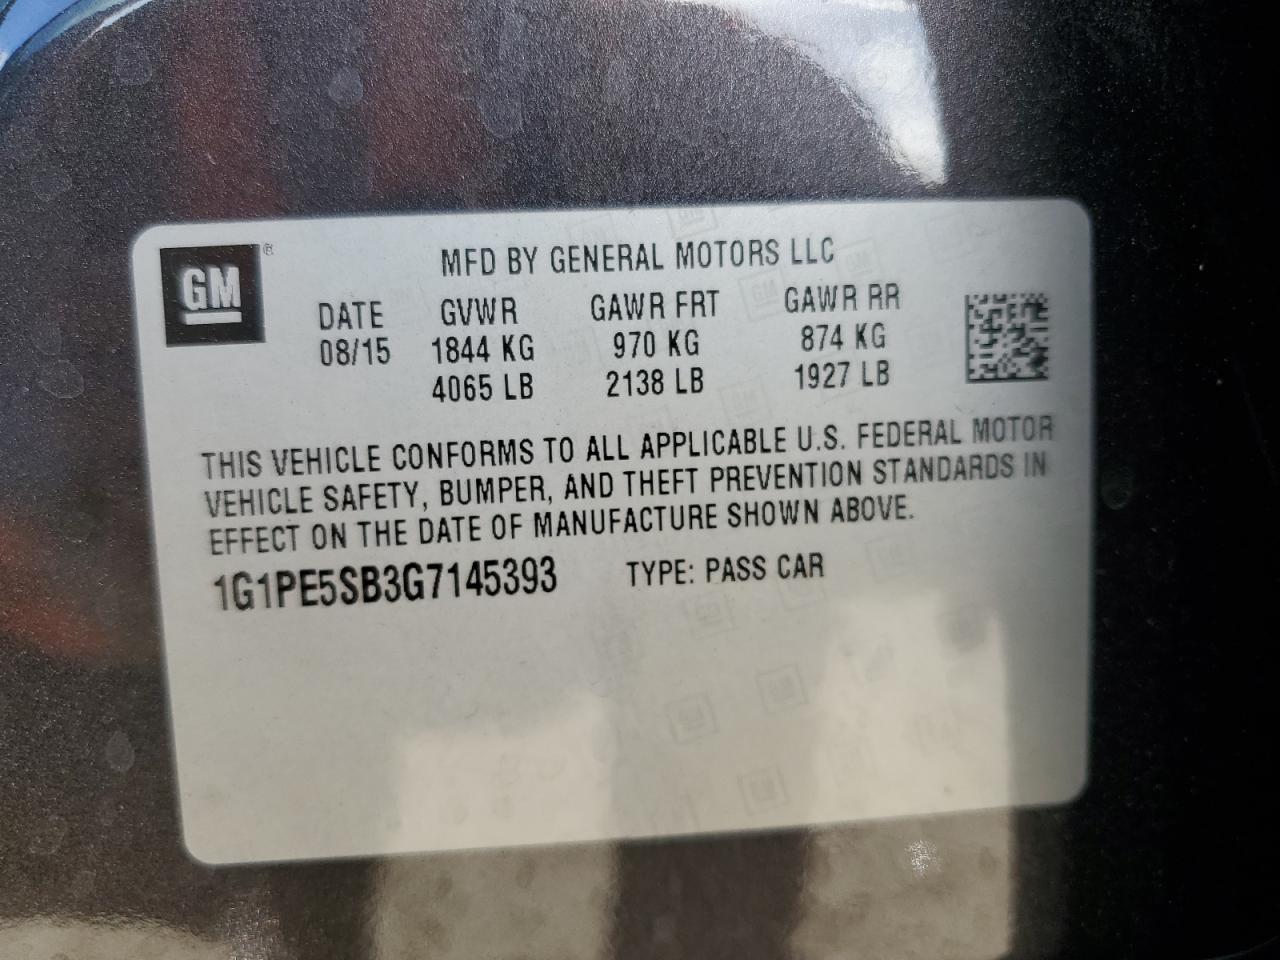 GM ®
MFD BY GENERAL MOTORS LLC
DATE GVWR GAWR FRT GAWR RR
08/15 1844 KG 970 KG 874 KG
4065 LB 2138 LB 1927 LB
THIS VEHICLE CONFORMS TO ALL APPLICABLE U.S. FEDERAL MOTOR
VEHICLE SAFETY, BUMPER, AND THEFT PREVENTION STANDARDS IN
EFFECT ON THE DATE OF MANUFACTURE SHOWN ABOVE.
1G1PE5SB3G7145393 TYPE: PASS CAR